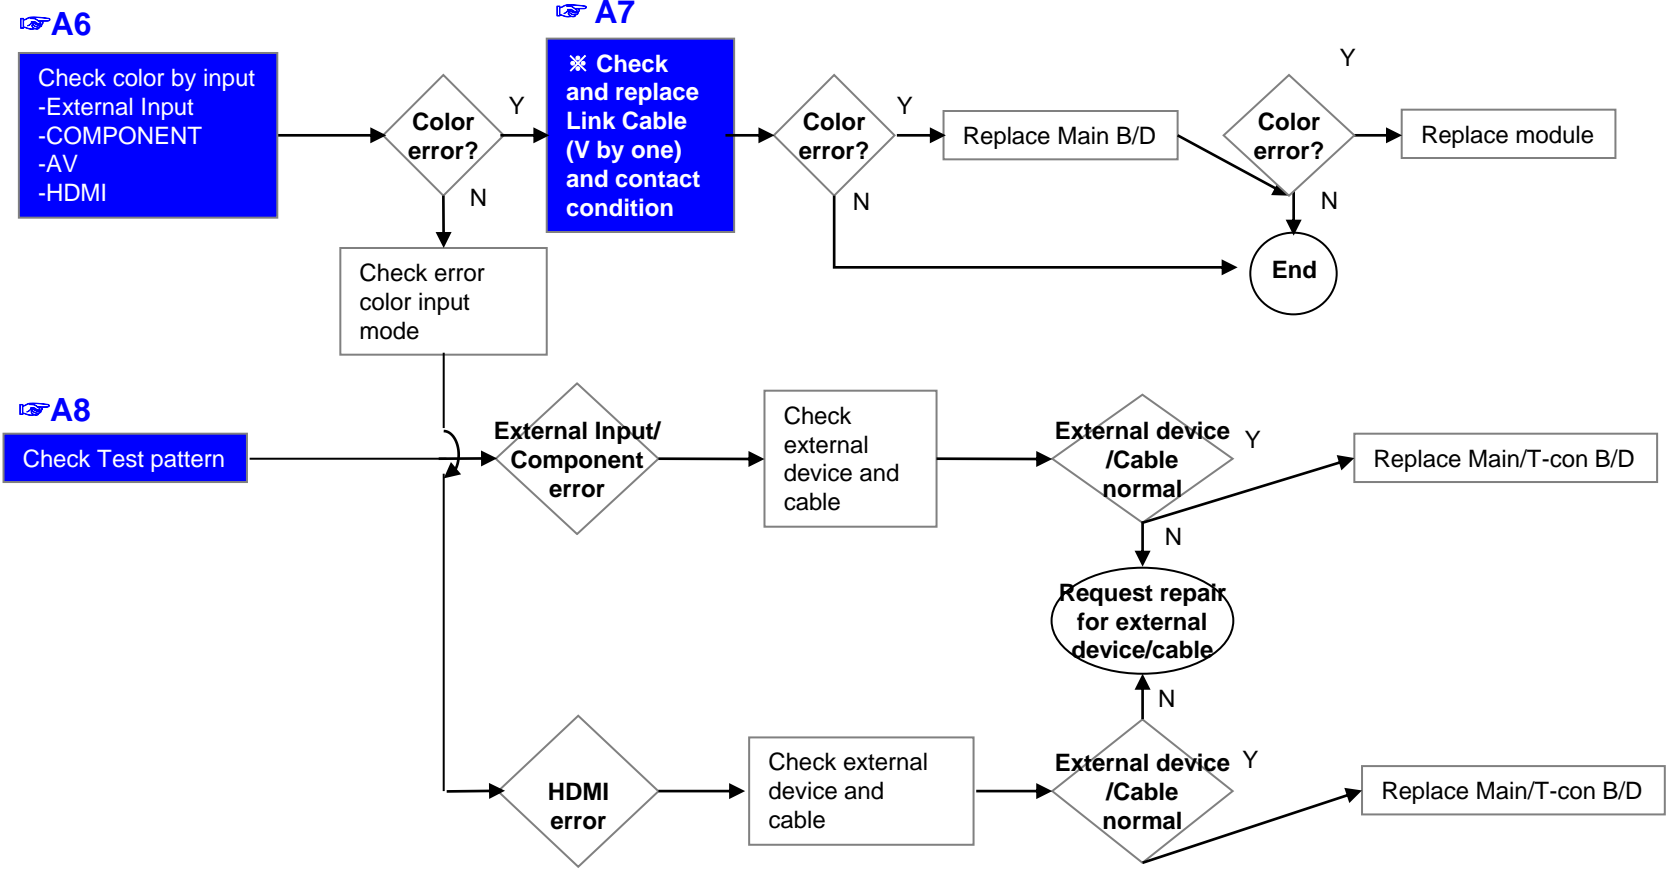 ☞A6
☞ A7
Check color by input
-External Input
-COMPONENT
-AV
-HDMI
Color
error?
Y
N
※ Check
and replace
Link Cable
(V by one)
and contact
condition
Color
error?
Y
N
Replace Main B/D
Color
error?
Y
N
Replace module
End
Check error
color input
mode
☞A8
Check Test pattern
External Input/
Component
error
Check
external
device and
cable
External device
/Cable
normal
Y
N
Replace Main/T-con B/D
Request repair
for external
device/cable
N
HDMI
error
Check external
device and
cable
External device
/Cable
normal
Y
Replace Main/T-con B/D